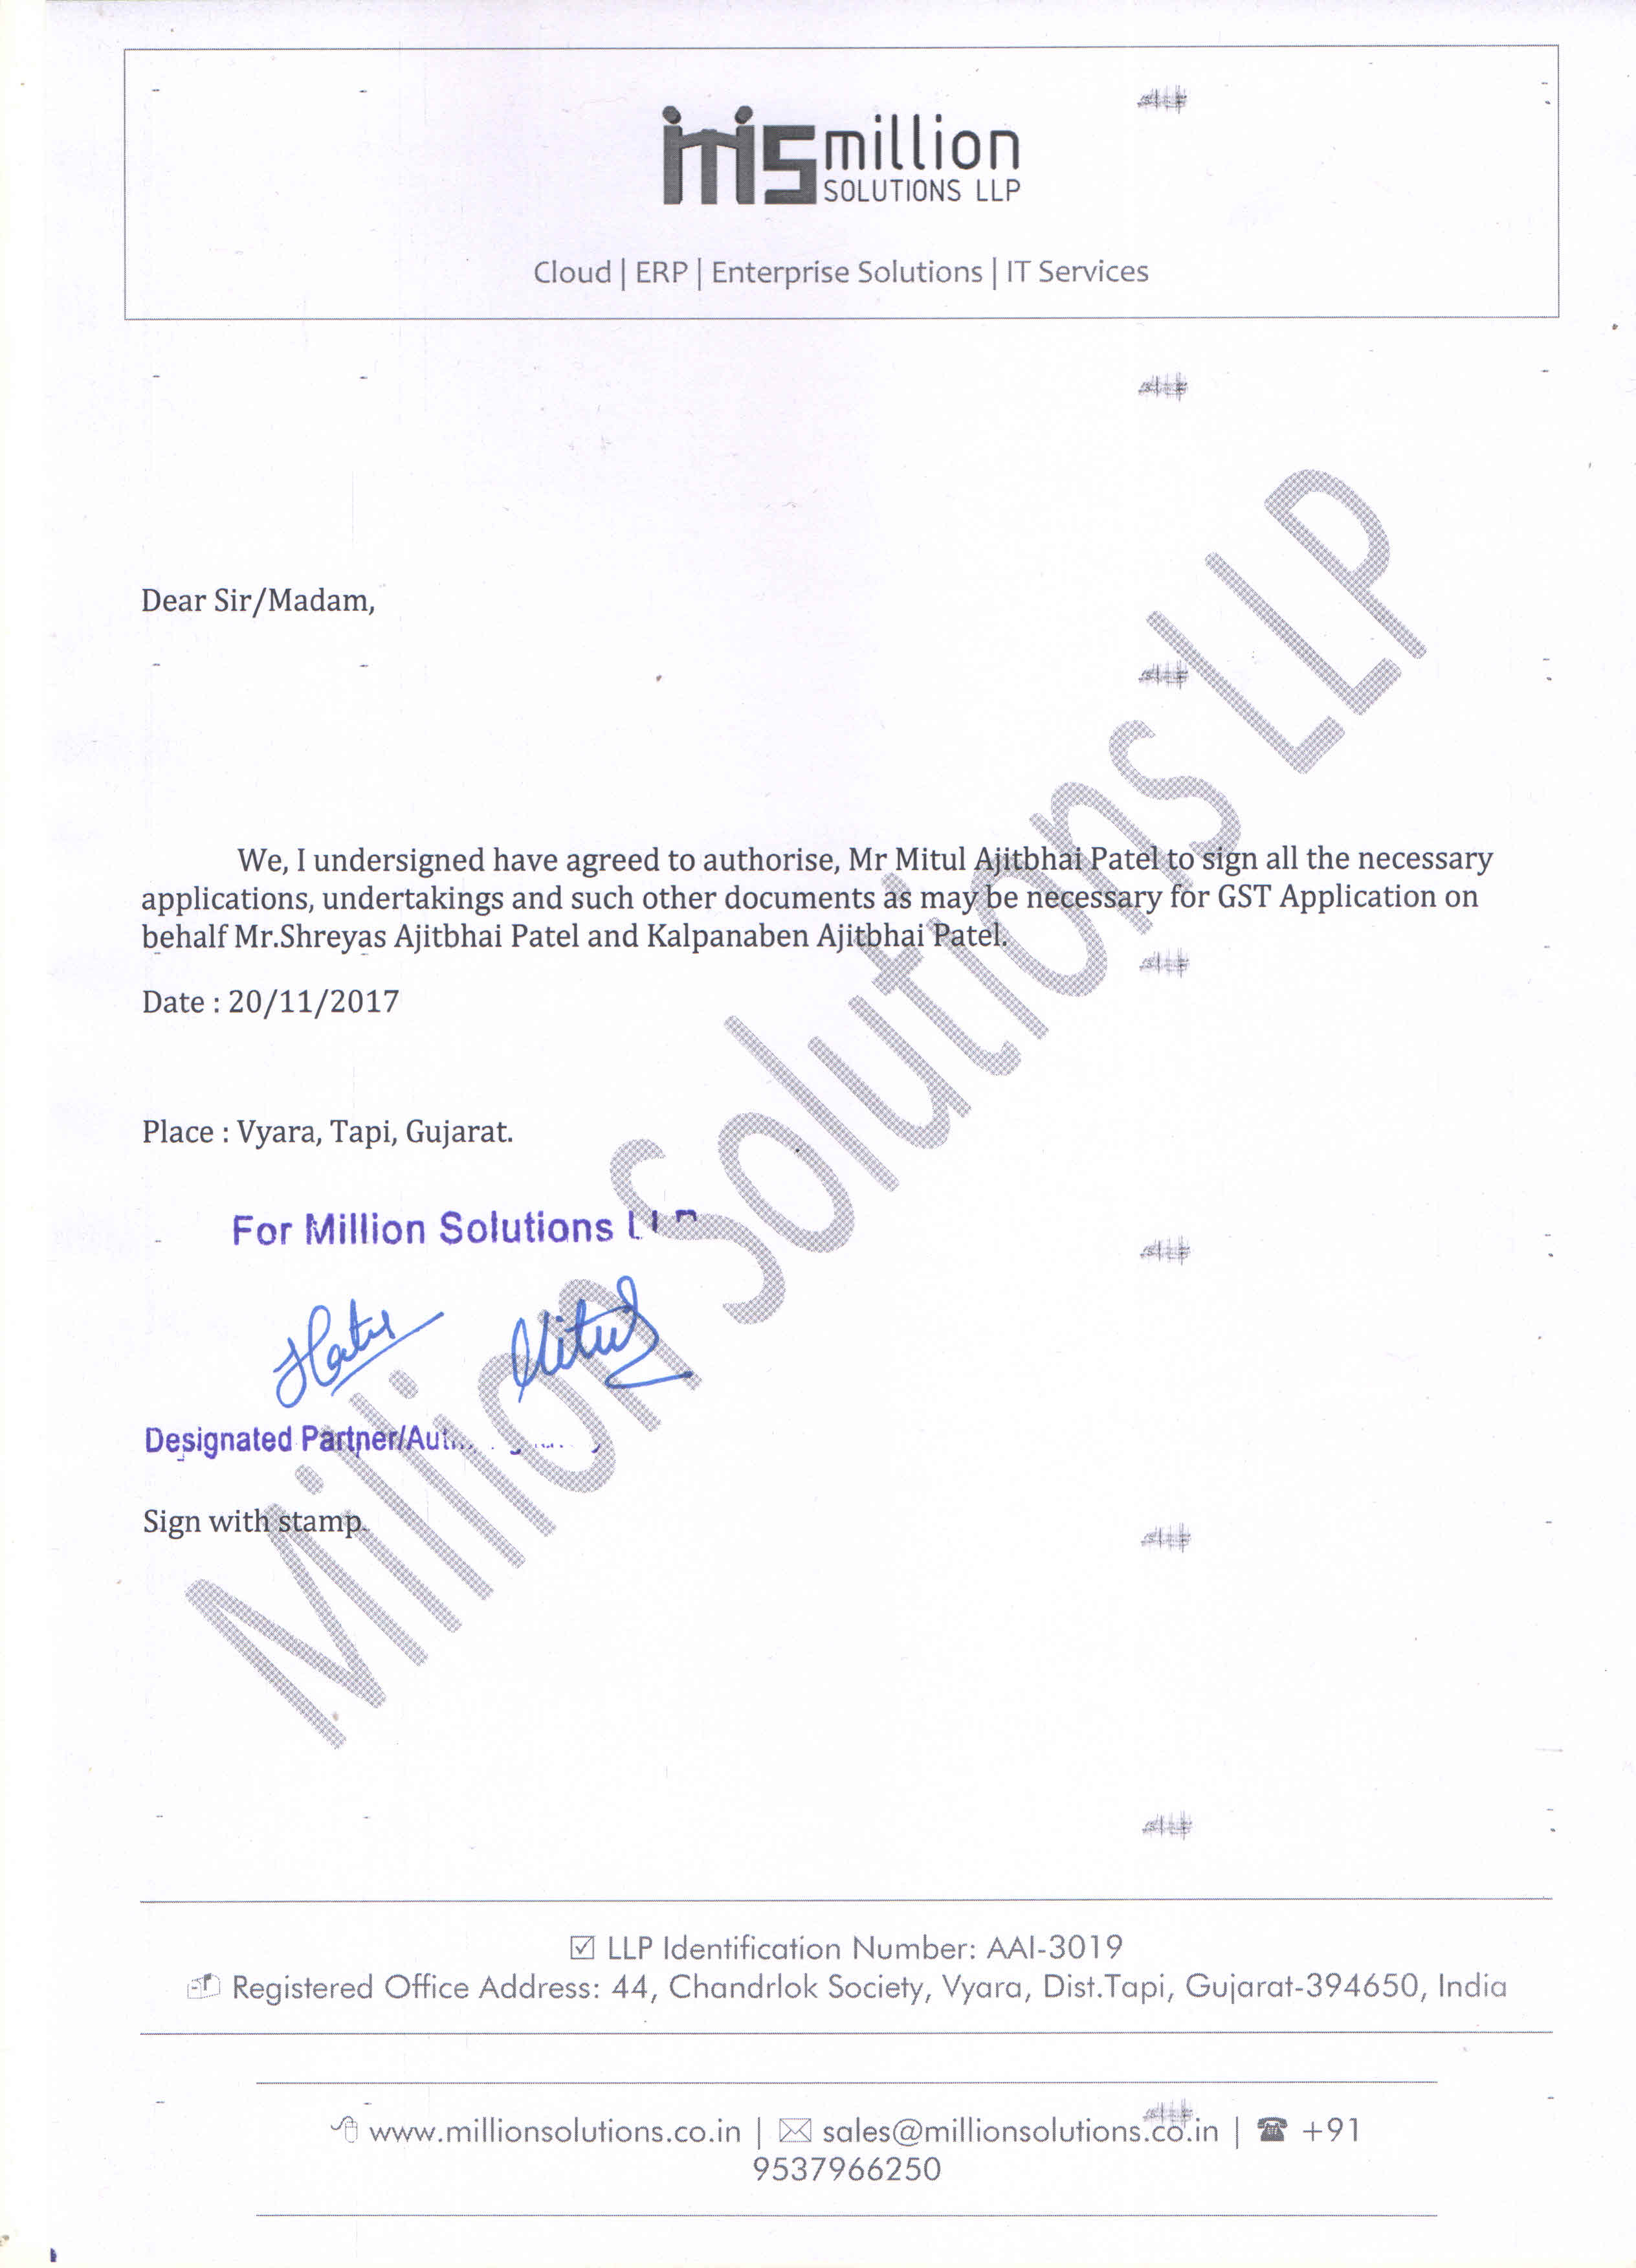 ms million
SOLUTIONS LLP
Cloud | ERP | Enterprise Solutions | IT Services
Dear Sir/Madam,
We, I undersigned have agreed to authorise, Mr Mitul Ajitbhai Patel to sign all the necessary
applications, undertakings and such other documents as may be necessary for GST Application on
behalf Mr.Shreyas Ajitbhai Patel and Kalpanaben Ajitbhai Patel.
Date : 20/11/2017
Place : Vyara, Tapi, Gujarat.
For Million Solutions LLP
Mitul
Designated Partner/
Sign with stamp.
Million Solutions LLP
LLP Identification Number: AAI-3019
Registered Office Address: 44, Chandrlok Society, Vyara, Dist.Tapi, Gujarat-394650, India
www.millionsolutions.co.in | sales@millionsolutions.co.in | +91
9537966250